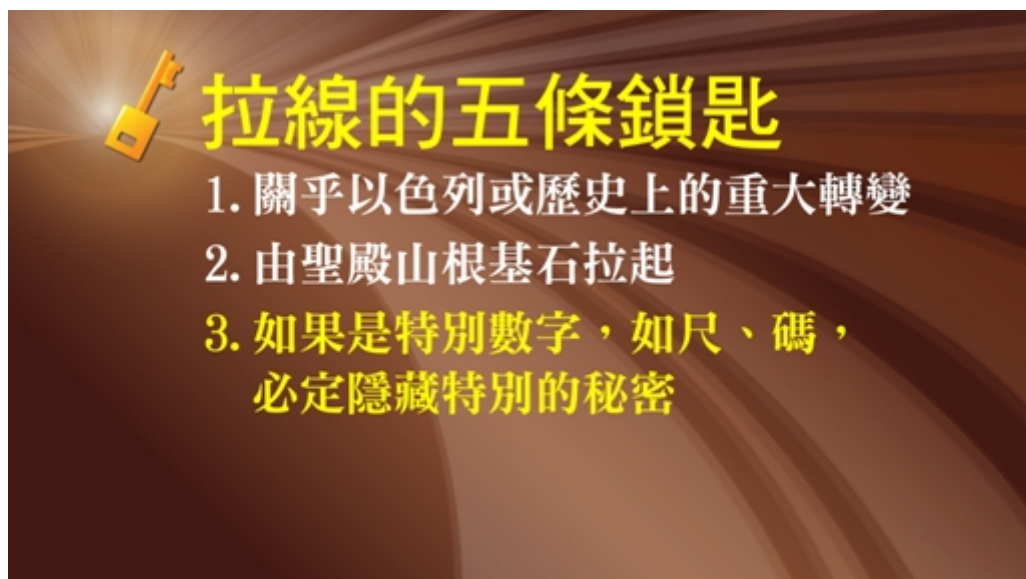 拉線的五條鎖匙
1. 關乎以色列或歷史上的重大轉變
2. 由聖殿山根基石拉起
3. 如果是特別數字，如尺、碼，
必定隱藏特別的秘密